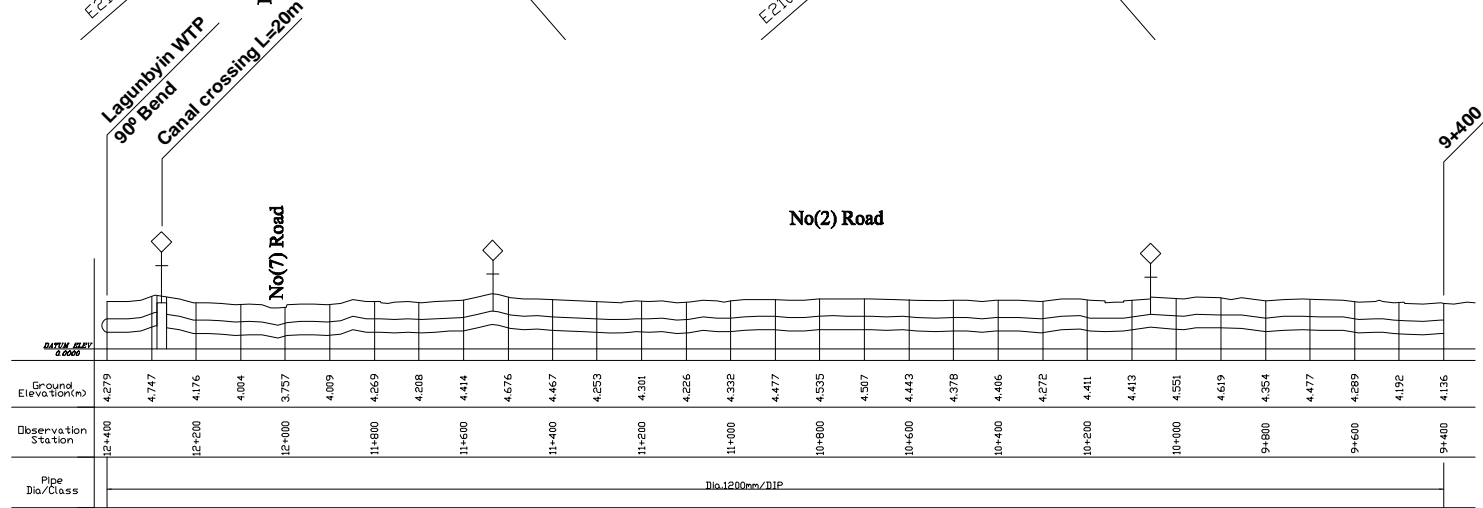 Lagunbyin WTP
90º Bend
Canal crossing L=20m
9+400
No(7) Road
No(2) Road
DATUM ELEV
0.0000
Ground
Elevation(m)
4.279 4.747 4.176 4.004 3.757 4.009 4.269 4.208 4.414 4.676 4.467 4.253 4.301 4.226 4.332 4.477 4.535 4.507 4.443 4.378 4.406 4.272 4.411 4.413 4.551 4.619 4.354 4.477 4.289 4.192 4.136
Observation
Station
12+400 12+200 12+000 11+800 11+600 11+400 11+200 11+000 10+800 10+600 10+400 10+200 10+000 9+800 9+600 9+400
Pipe
Dia/Class
Dia.1200mm/DIP